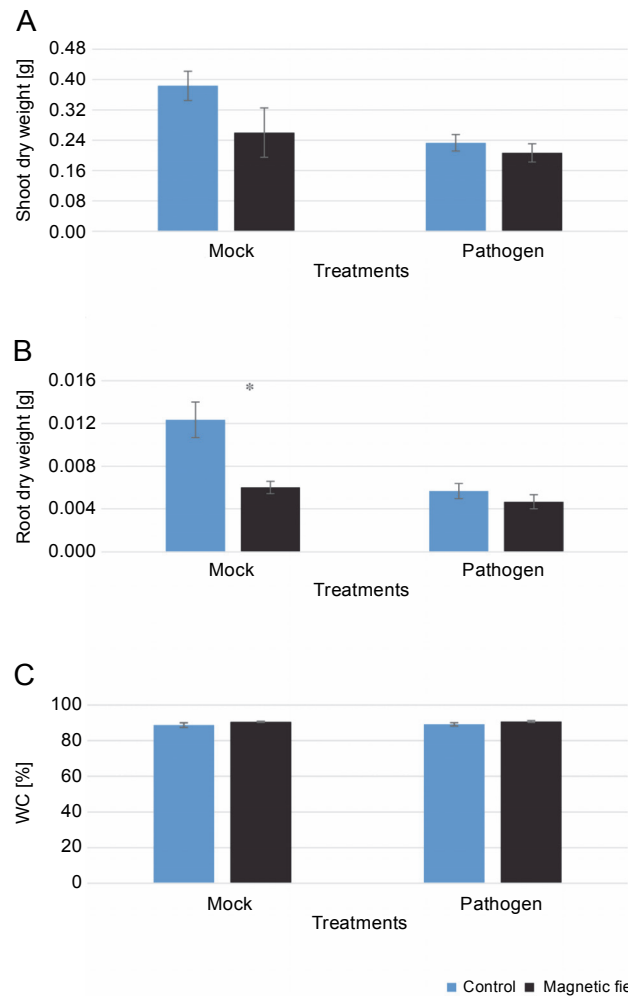 A
Shoot dry weight [g]
0.48
0.40
0.32
0.24
0.16
0.08
0.00
Mock Pathogen
Treatments
B
Root dry weight [g]
0.016
*
0.012
0.008
0.004
0.000
Mock Pathogen
Treatments
C
WC [%]
100
80
60
40
20
0
Mock Pathogen
Treatments
Control Magnetic fie